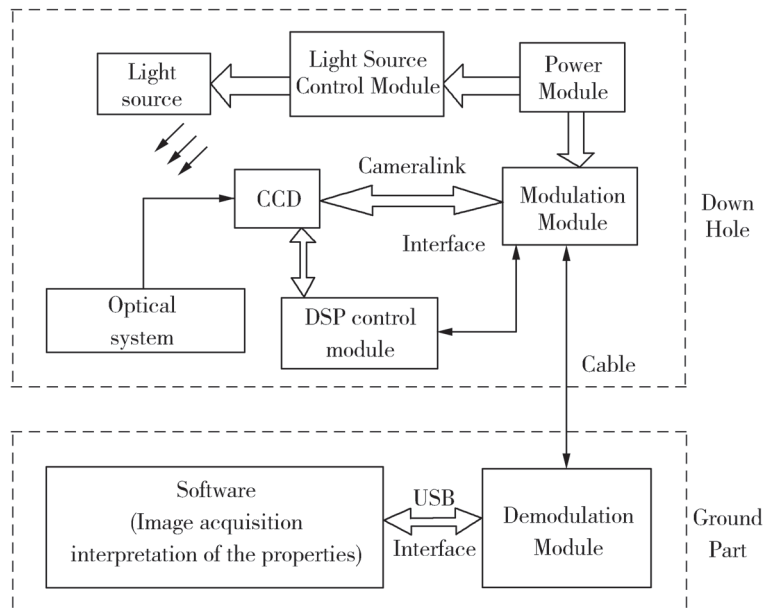 Light
source
Light Source
Control Module
Power
Module
Cameralink
CCD
Modulation
Module
Interface
Down
Hole
Optical
system
DSP control
module
Cable
Software
(Image acquisition
interpretation of the properties)
USB
Interface
Demodulation
Module
Ground
Part